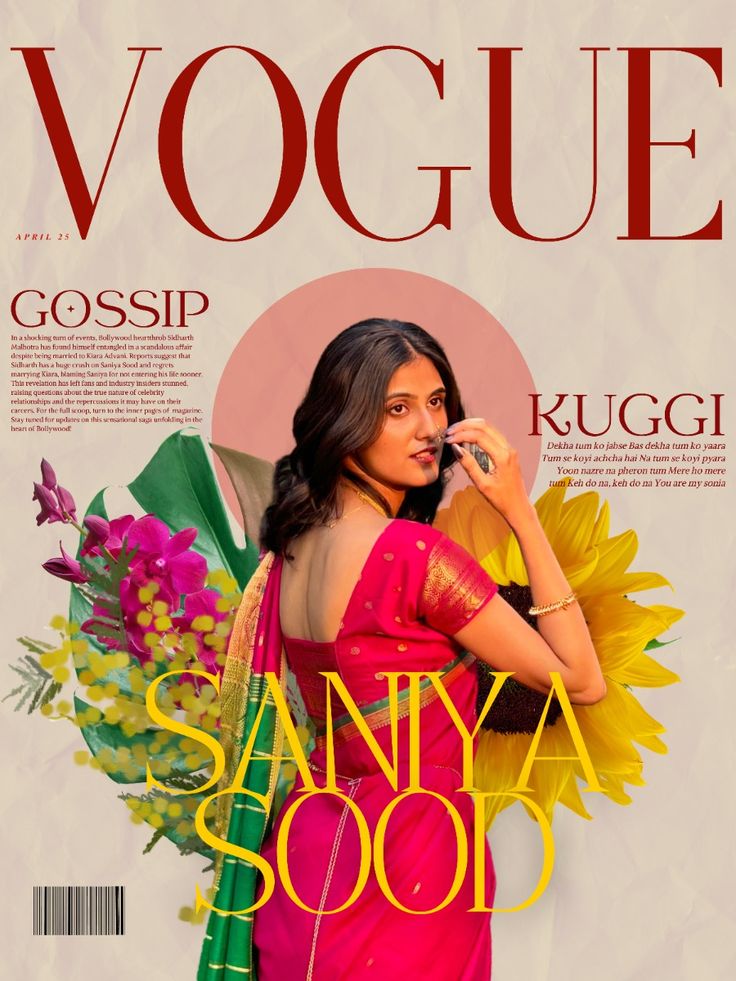 VOGUE
APRIL 25
GOSSIP
In a shocking turn of events, Bollywood heartthrob Sidharth
Malhotra has found himself entangled in a scandalous affair
despite being married to Kiara Advani. Reports suggest that
Sidharth has a huge crush on Saniya Sood and regrets
marrying Kiara, blaming Saniya for not entering his life sooner.
This revelation has left fans and industry insiders stunned,
raising questions about the true nature of celebrity
relationships and the repercussions it may have on their
careers. For the full scoop, turn to the inner pages of magazine.
Stay tuned for updates on this sensational saga unfolding in the
heart of Bollywood!
KUGGI
Dekha tum ko jabse Bas dekha tum ko yaara
Tum se koyi achcha hai Na tum se koyi pyara
Yoon nazre na pheron tum Mere ho mere
tum Keh do na, keh do na You are my sonia
SANIYA
SOOD